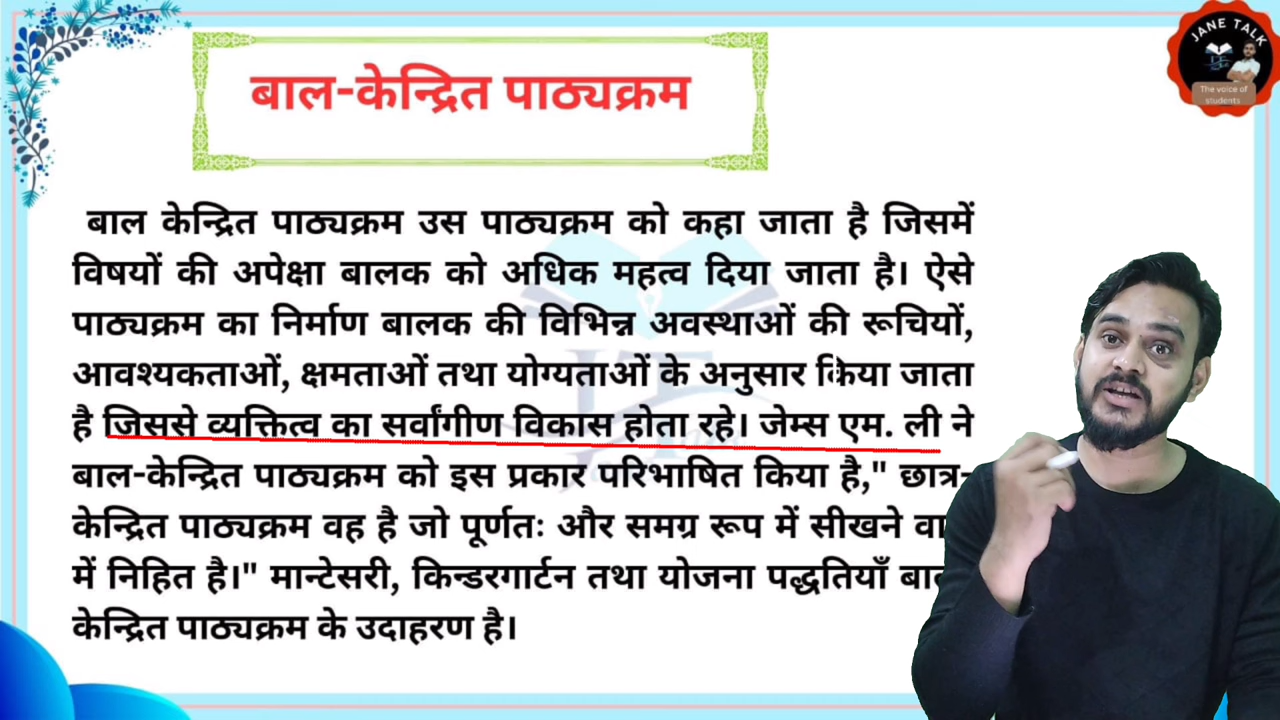 बाल-केन्द्रित पाठ्यक्रम
JANE TALK
The voice of
students
बाल केन्द्रित पाठ्यक्रम उस पाठ्यक्रम को कहा जाता है जिसमें
विषयों की अपेक्षा बालक को अधिक महत्व दिया जाता है। ऐसे
पाठ्यक्रम का निर्माण बालक की विभिन्न अवस्थाओं की रूचियों,
आवश्यकताओं, क्षमताओं तथा योग्यताओं के अनुसार किया जाता
है जिससे व्यक्तित्व का सर्वांगीण विकास होता रहे। जेम्स एम. ली ने
बाल-केन्द्रित पाठ्यक्रम को इस प्रकार परिभाषित किया है," छात्र-
केन्द्रित पाठ्यक्रम वह है जो पूर्णतः और समग्र रूप में सीखने
में निहित है।" मान्टेसरी, किन्डरगार्टन तथा योजना पद्धतियाँ
केन्द्रित पाठ्यक्रम के उदाहरण है।